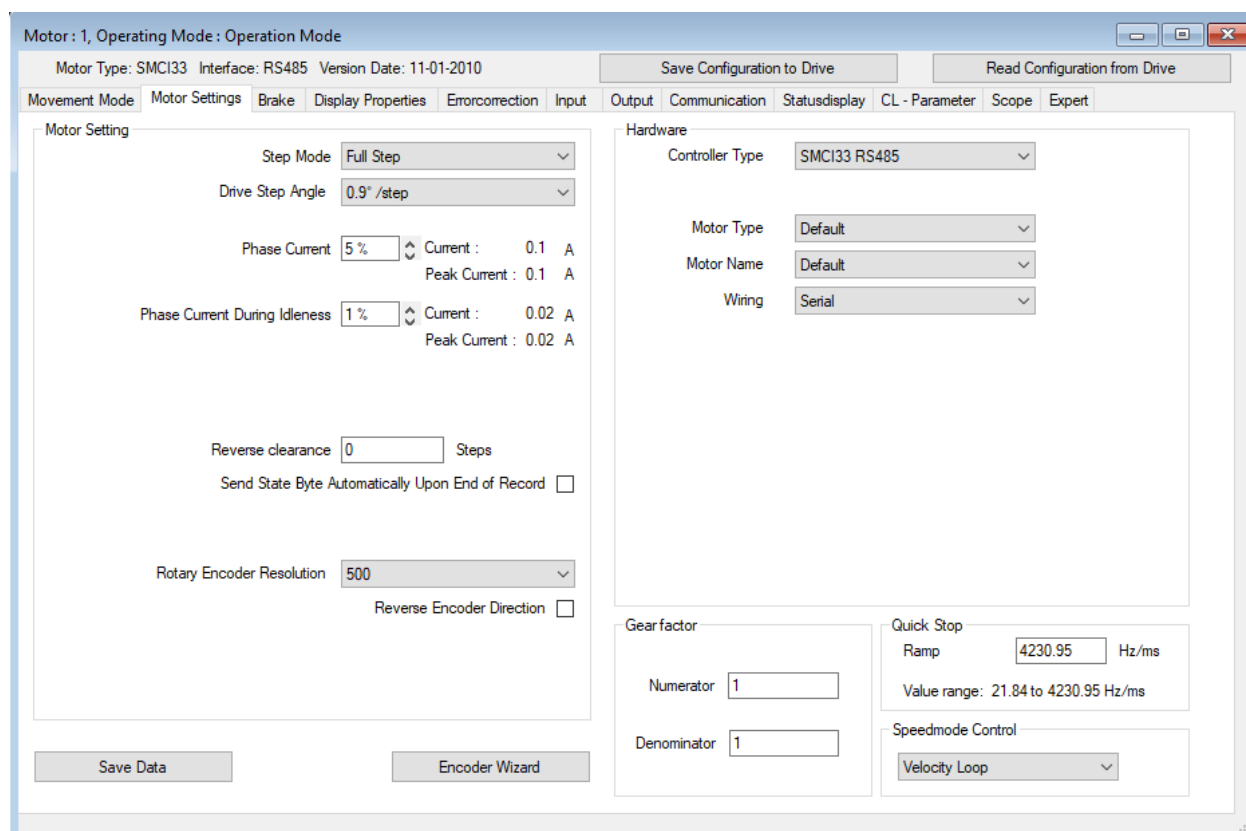 Motor : 1, Operating Mode : Operation Mode
Motor Type: SMCI33 Interface: RS485 Version Date: 11-01-2010
Save Configuration to Drive
Read Configuration from Drive
Movement Mode Motor Settings Brake Display Properties Errorcorrection Input Output Communication Statusdisplay CL - Parameter Scope Expert
Motor Setting
Step Mode Full Step
Drive Step Angle 0.9° /step
Phase Current 5 % Current : 0.1 A
Peak Current : 0.1 A
Phase Current During Idleness 1 % Current : 0.02 A
Peak Current : 0.02 A
Reverse clearance 0 Steps
Send State Byte Automatically Upon End of Record
Rotary Encoder Resolution 500
Reverse Encoder Direction
Save Data
Encoder Wizard
Hardware
Controller Type SMCI33 RS485
Motor Type Default
Motor Name Default
Wiring Serial
Gearfactor
Numerator 1
Denominator 1
Quick Stop
Ramp 4230.95 Hz/ms
Value range: 21.84 to 4230.95 Hz/ms
Speedmode Control
Velocity Loop